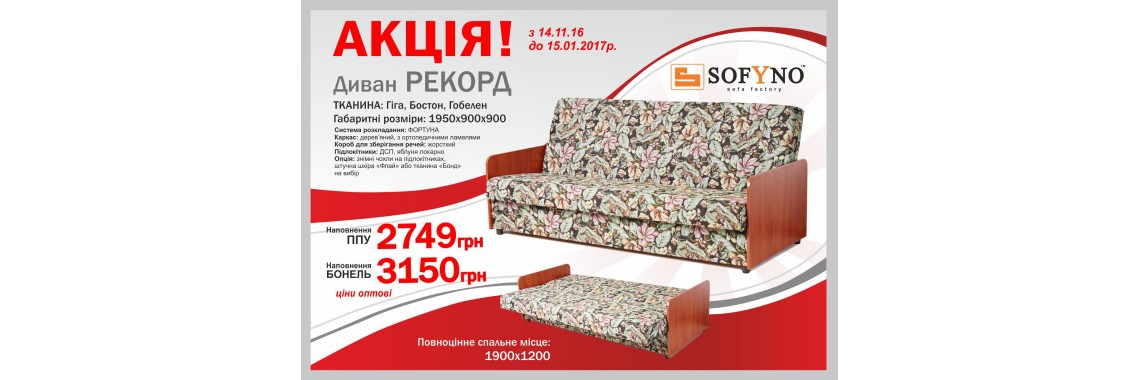 АКЦІЯ!
з 14.11.16
до 15.01.2017р.
Диван РЕКОРД
SOFYNO™
sofa factory
ТКАНИНА: Гіга, Бостон, Гобелен
Габаритні розміри: 1950x900x900
Система розкладання: ФОРТУНА
Каркас: дерев'яний, з ортопедичними ламелями
Короб для зберігання речей: жорсткий
Підлокітники: ДСП, яблуня локарно
Опція: знімні чохли на підлокітниках,
штучна шкіра «Флай» або тканина «Бонд»
на вибір
Наповнення
ППУ 2749грн
Наповнення
БОНЕЛЬ 3150грн
ціни оптові
Повноцінне спальне місце:
1900x1200